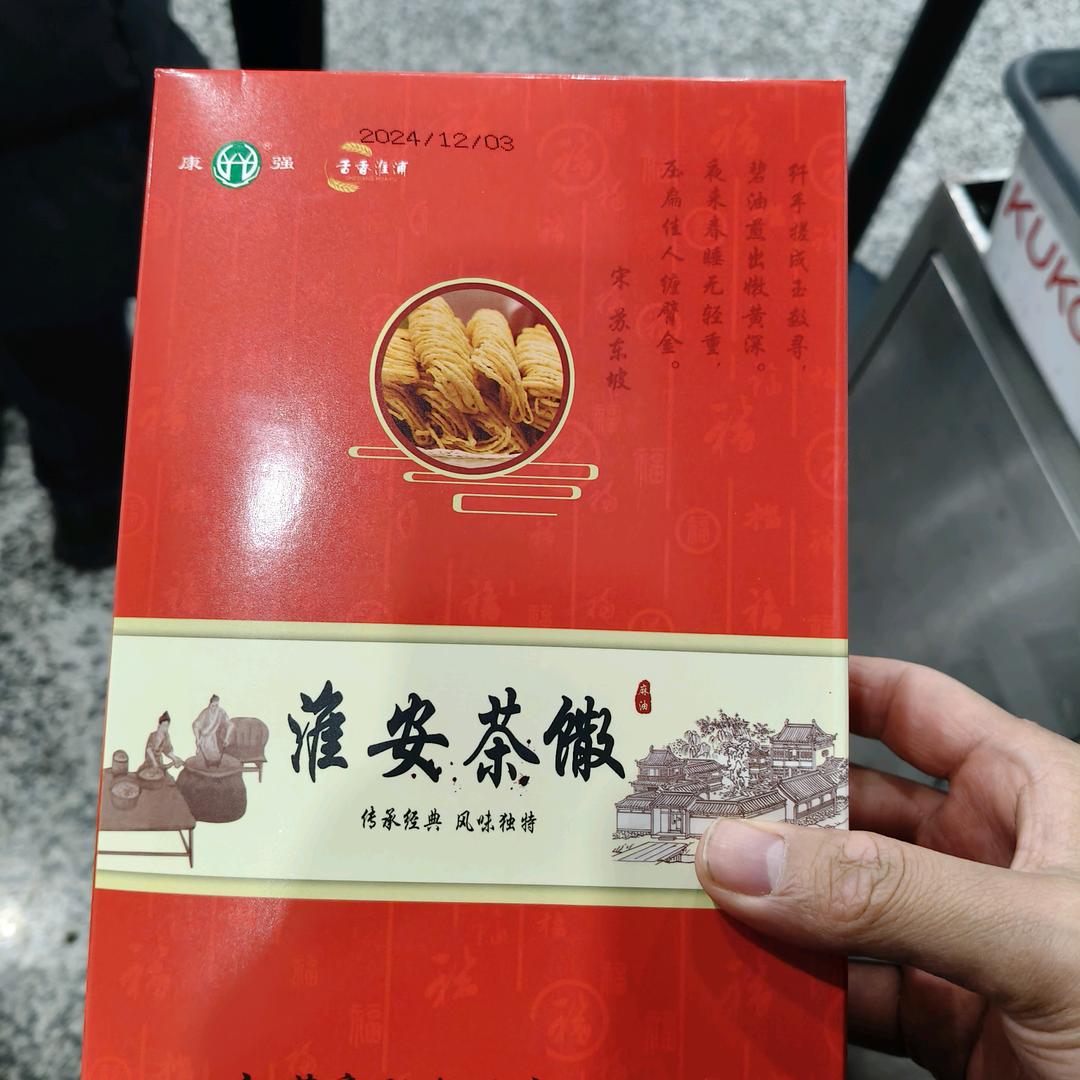 2024/12/03
康强
舌香淮浦
纤手搓成玉数寻，
碧油煎出嫩黄深。
夜来春睡无轻重，
压扁佳人缠臂金。
宋 苏东坡
麻油
淮安茶馓
传承经典 风味独特
KUKO